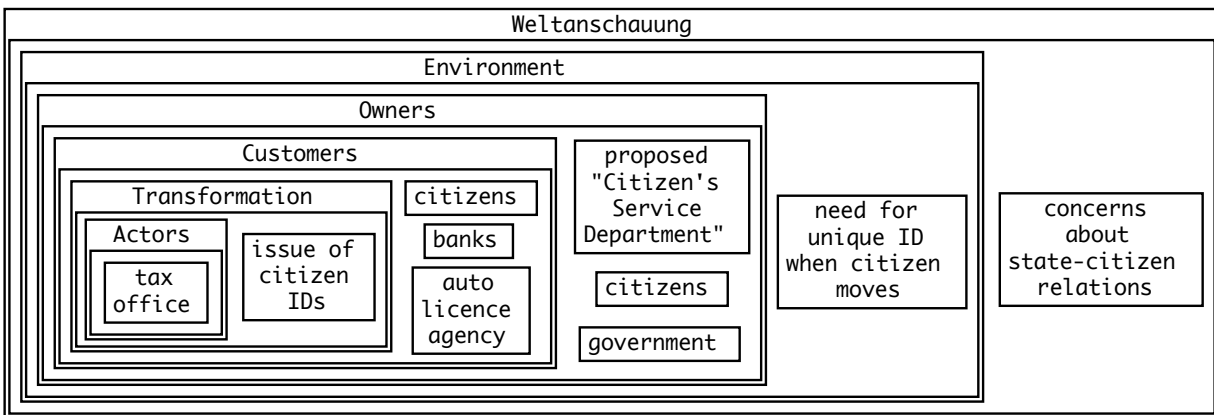 Weltanschauung
Environment
Owners
Customers
Transformation
Actors
tax
office
issue of
citizen
IDs
citizens
banks
auto
licence
agency
proposed
"Citizen's
Service
Department"
citizens
government
need for
unique ID
when citizen
moves
concerns
about
state-citizen
relations